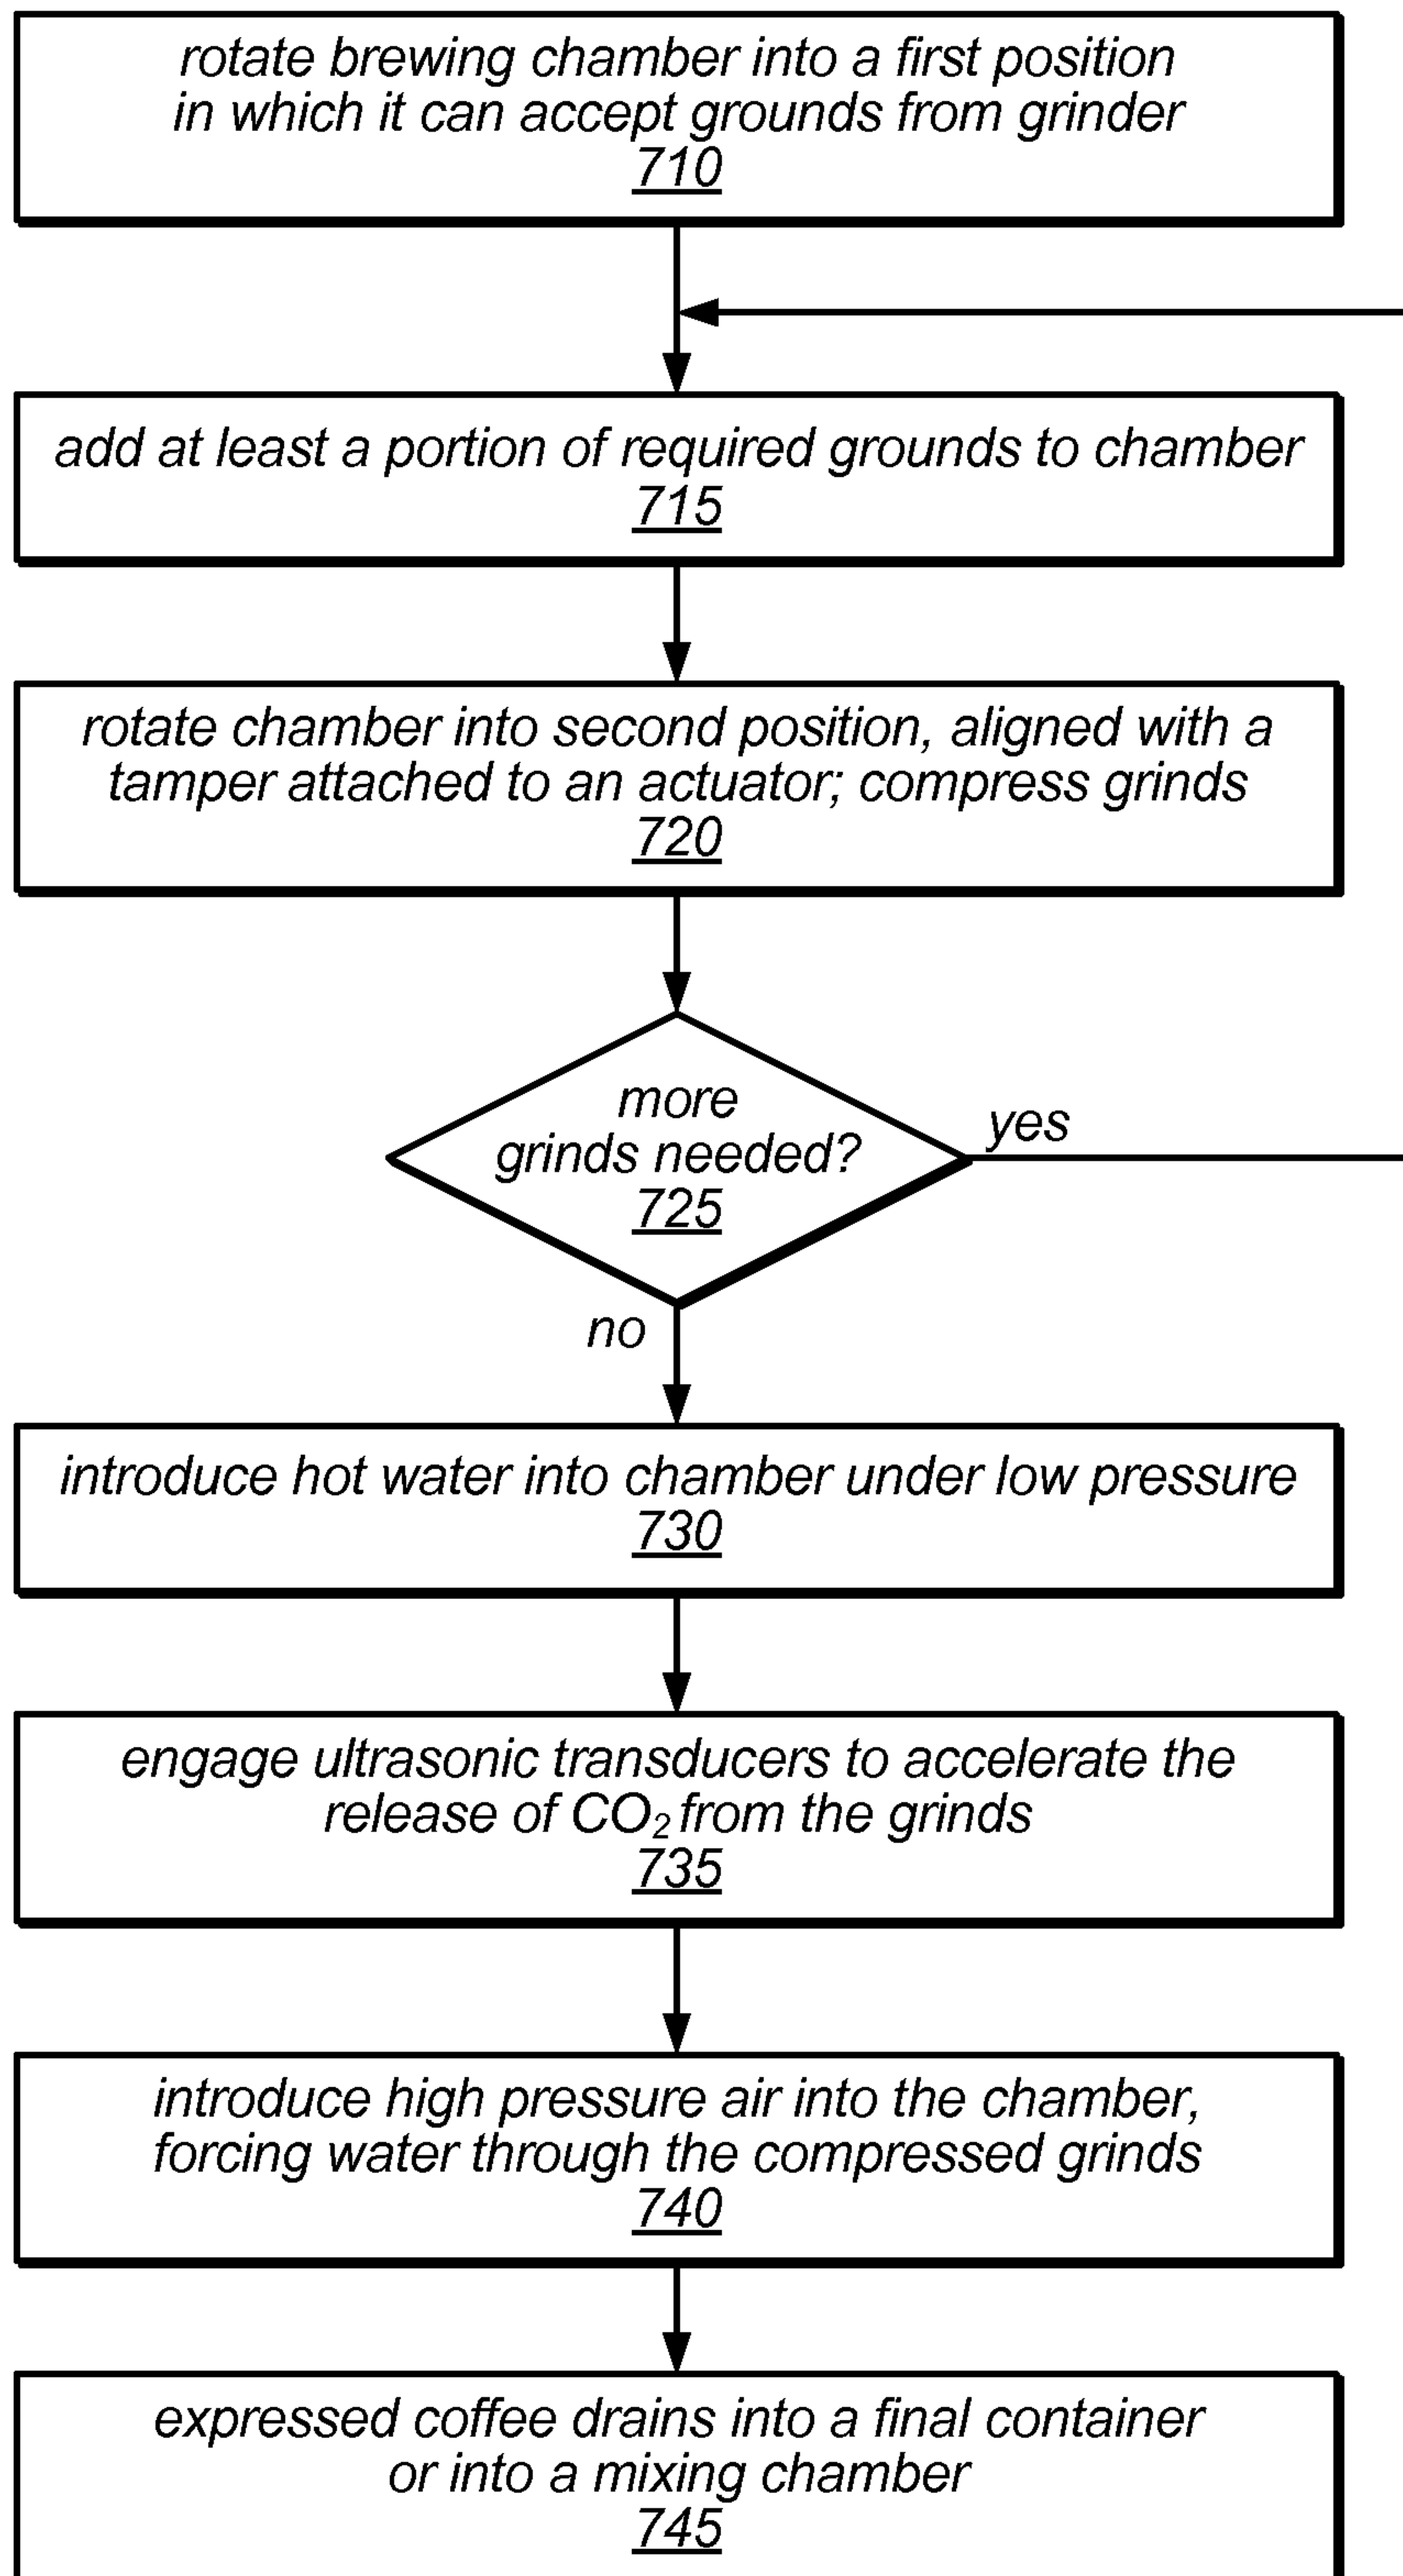 rotate brewing chamber into a first position
in which it can accept grounds from grinder
710
add at least a portion of required grounds to chamber
715
rotate chamber into second position, aligned with a
tamper attached to an actuator; compress grinds
720
more
grinds needed?
725
yes
no
introduce hot water into chamber under low pressure
730
engage ultrasonic transducers to accelerate the
release of CO₂ from the grinds
735
introduce high pressure air into the chamber,
forcing water through the compressed grinds
740
expressed coffee drains into a final container
or into a mixing chamber
745